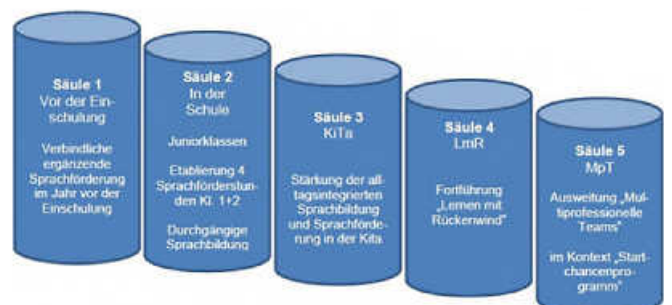 Säule 1
Vor der Ein-
schulung
Verbindliche
ergänzende
Sprachförderung
im Jahr vor der
Einschulung
Säule 2
In der
Schule
Juniorklassen
Etablierung 4
Sprachförderstun-
den Kl. 1+2
Durchgängige
Sprachbildung
Säule 3
KiTa
Stärkung der all-
tagsintegrierten
Sprachbildung
und Sprachförde-
rung in der Kita
Säule 4
LmR
Fortführung
„Lernen mit
Rückenwind"
Säule 5
MpT
Ausweitung „Mul-
tiprofessionelle
Teams"
im Kontext „Start-
chancenpro-
gramm"